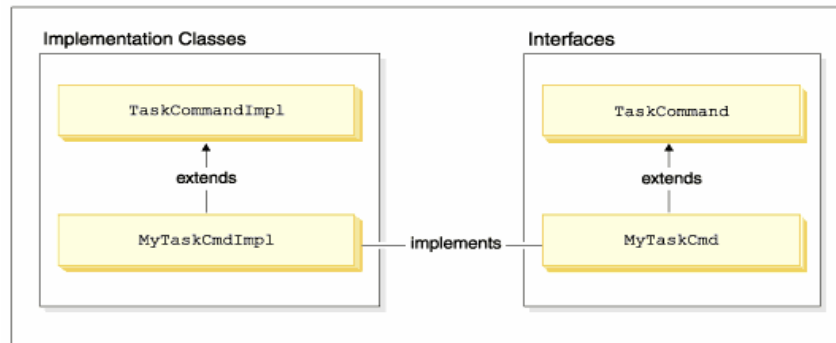 Implementation Classes
Interfaces
TaskCommandImpl
TaskCommand
extends
extends
MyTaskCmdImpl
implements
MyTaskCmd